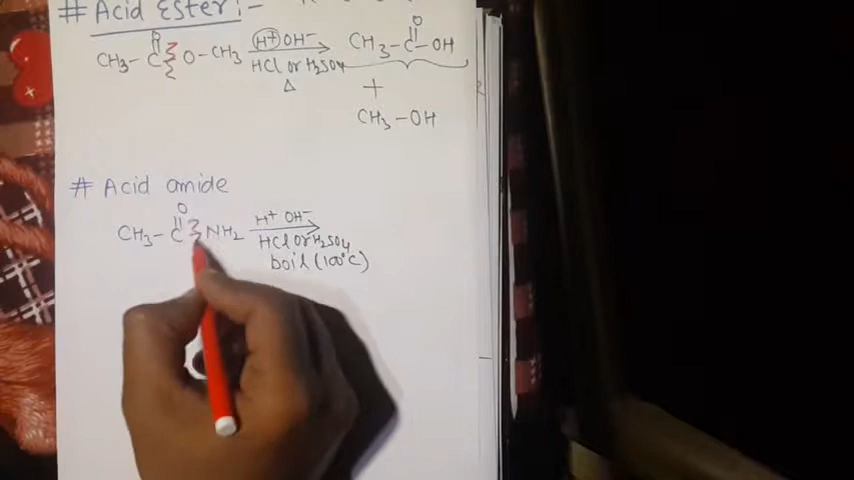 # Acid Ester:-
O O
CH3-C-O-CH3 H+OH- CH3-C-OH
HCl or H2SO4
Δ +
CH3-OH
# Acid amide
O
CH3-C NH2 H+ OH-
HCl or H2SO4
boil (100°C)